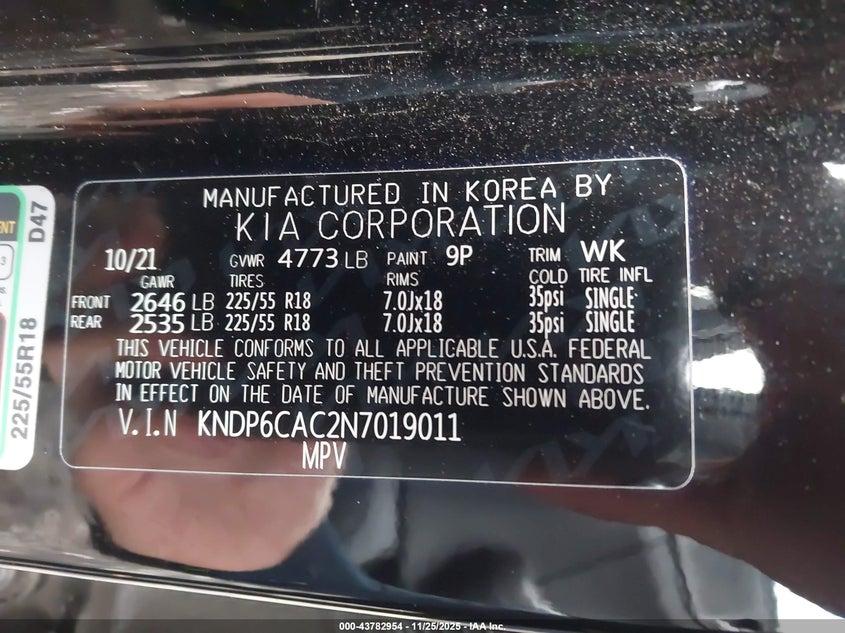 MANUFACTURED IN KOREA BY
KIA CORPORATION
10/21 GVWR 4773 LB PAINT 9P TRIM WK
GAWR TIRES RIMS COLD TIRE INFL
FRONT 2646 LB 225/55 R18 7.0Jx18 35psi SINGLE
REAR 2535 LB 225/55 R18 7.0Jx18 35psi SINGLE
THIS VEHICLE CONFORMS TO ALL APPLICABLE U.S.A. FEDERAL
MOTOR VEHICLE SAFETY AND THEFT PREVENTION STANDARDS
IN EFFECT ON THE DATE OF MANUFACTURE SHOWN ABOVE.
V.I.N KNDP6CAC2N7019011
MPV
225/55R18 D47
000-43782954 - 11/25/2025 - IAA Inc.